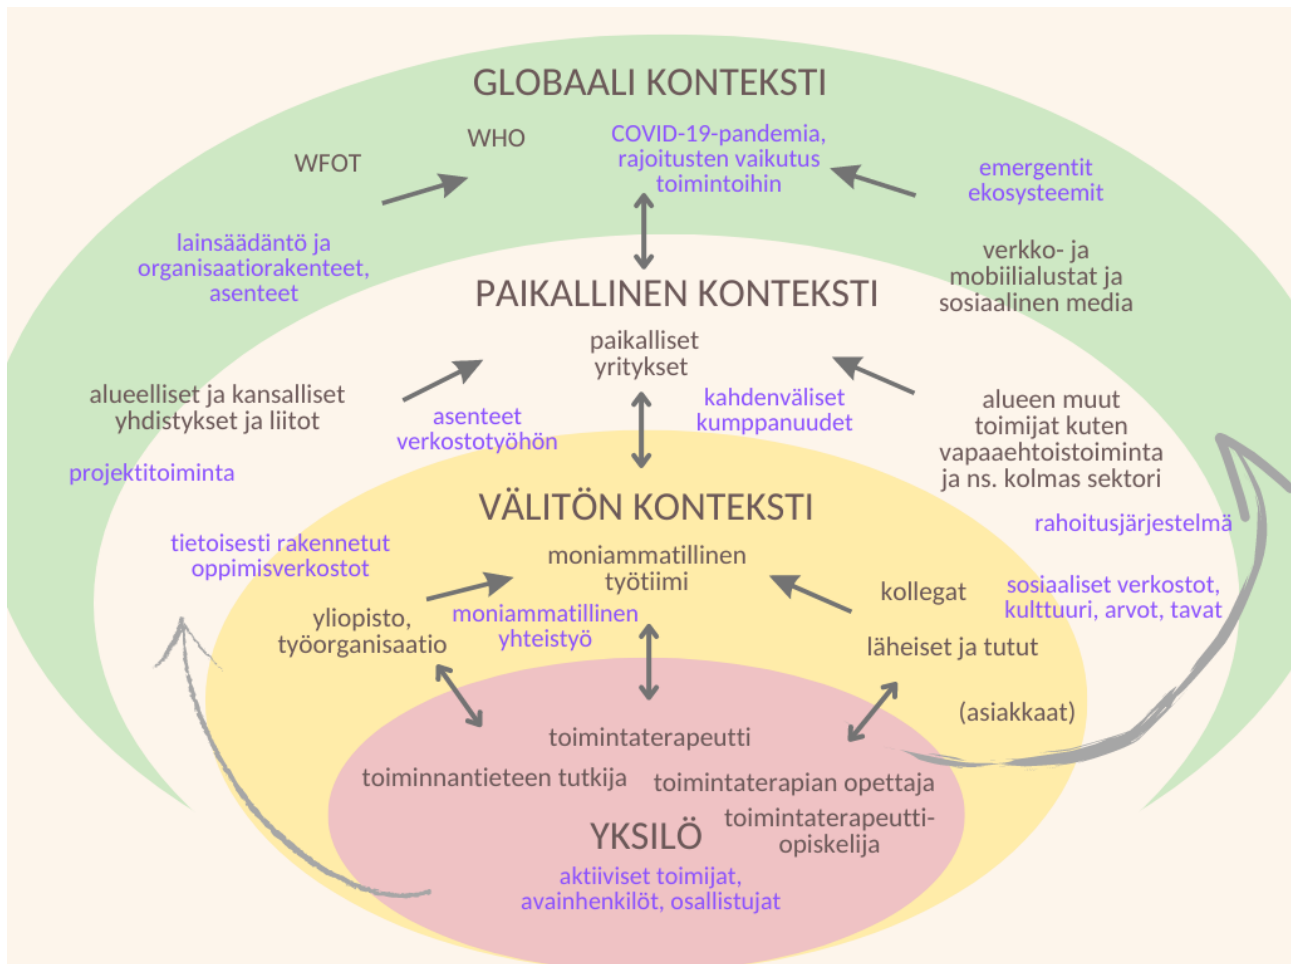 GLOBAALI KONTEKSTI
WHO
WFOT
COVID-19-pandemia,
rajoitusten vaikutus
toimintoihin
emergentit
ekosysteemit
lainsäädäntö ja
organisaatiorakenteet,
asenteet
verkko- ja
mobiilialustat ja
sosiaalinen media
PAIKALLINEN KONTEKSTI
paikalliset
yritykset
alueelliset ja kansalliset
yhdistykset ja liitot
asenteet
verkostotyöhön
kahdenväliset
kumppanuudet
alueen muut
toimijat kuten
vapaaehtoistoiminta
ja ns. kolmas sektori
projektitoiminta
rahoitusjärjestelmä
VÄLITÖN KONTEKSTI
tietoisesti rakennetut
oppimisverkostot
moniammatillinen
työtiimi
kollegat
sosiaaliset verkostot,
kulttuuri, arvot, tavat
yliopisto,
työorganisaatio
moniammatillinen
yhteistyö
läheiset ja tutut
(asiakkaat)
toimintaterapeutti
toiminnantieteen tutkija
toimintaterapian opettaja
toimintaterapeutti-
opiskelija
YKSILÖ
aktiiviset toimijat,
avainhenkilöt, osallistujat